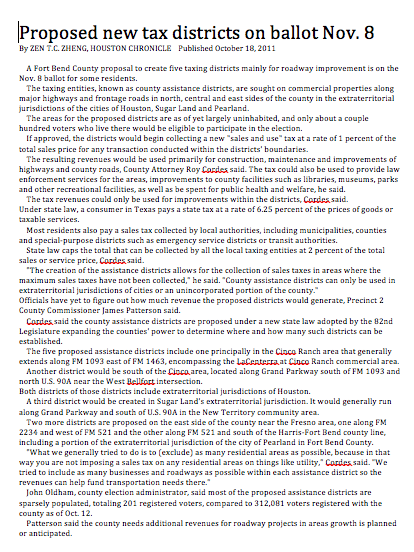 Proposed new tax districts on ballot Nov. 8
By ZEN T.C. ZHENG, HOUSTON CHRONICLE Published October 18, 2011
A Fort Bend County proposal to create five taxing districts mainly for roadway improvement is on the
Nov. 8 ballot for some residents.
The taxing entities, known as county assistance districts, are sought on commercial properties along
major highways and frontage roads in north, central and east sides of the county in the extraterritorial
jurisdictions of the cities of Houston, Sugar Land and Pearland.
The areas for the proposed districts are as of yet largely uninhabited, and only about a couple
hundred voters who live there would be eligible to participate in the election.
If approved, the districts would begin collecting a new "sales and use" tax at a rate of 1 percent of the
total sales price for any transaction conducted within the districts' boundaries.
The resulting revenues would be used primarily for construction, maintenance and improvements of
highways and county roads, County Attorney Roy Cordes said. The tax could also be used to provide law
enforcement services for the areas, improvements to county facilities such as libraries, museums, parks
and other recreational facilities, as well as be spent for public health and welfare, he said.
The tax revenues could only be used for improvements within the districts, Cordes said.
Under state law, a consumer in Texas pays a state tax at a rate of 6.25 percent of the prices of goods or
taxable services.
Most residents also pay a sales tax collected by local authorities, including municipalities, counties
and special-purpose districts such as emergency service districts or transit authorities.
State law caps the total that can be collected by all the local taxing entities at 2 percent of the total
sales or service price, Cordes said.
"The creation of the assistance districts allows for the collection of sales taxes in areas where the
maximum sales taxes have not been collected," he said. "County assistance districts can only be used in
extraterritorial jurisdictions of cities or an unincorporated portion of the county."
Officials have yet to figure out how much revenue the proposed districts would generate, Precinct 2
County Commissioner James Patterson said.
Cordes said the county assistance districts are proposed under a new state law adopted by the 82nd
Legislature expanding the counties' power to determine where and how many such districts can be
established.
The five proposed assistance districts include one principally in the Cinco Ranch area that generally
extends along FM 1093 east of FM 1463, encompassing the LaCenterra at Cinco Ranch commercial area.
Another district would be south of the Cinco area, located along Grand Parkway south of FM 1093 and
north U.S. 90A near the West Bellfort intersection.
Both districts of those districts include extraterritorial jurisdictions of Houston.
A third district would be created in Sugar Land's extraterritorial jurisdiction. It would generally run
along Grand Parkway and south of U.S. 90A in the New Territory community area.
Two more districts are proposed on the east side of the county near the Fresno area, one along FM
2234 and west of FM 521 and the other along FM 521 and south of the Harris-Fort Bend county line,
including a portion of the extraterritorial jurisdiction of the city of Pearland in Fort Bend County.
"What we generally tried to do is to (exclude) as many residential areas as possible, because in that
way you are not imposing a sales tax on any residential areas on things like utility," Cordes said. "We
tried to include as many businesses and roadways as possible within each assistance district so the
revenues can help fund transportation needs there."
John Oldham, county election administrator, said most of the proposed assistance districts are
sparsely populated, totaling 201 registered voters, compared to 312,081 voters registered with the
county as of Oct. 12.
Patterson said the county needs additional revenues for roadway projects in areas growth is planned
or anticipated.